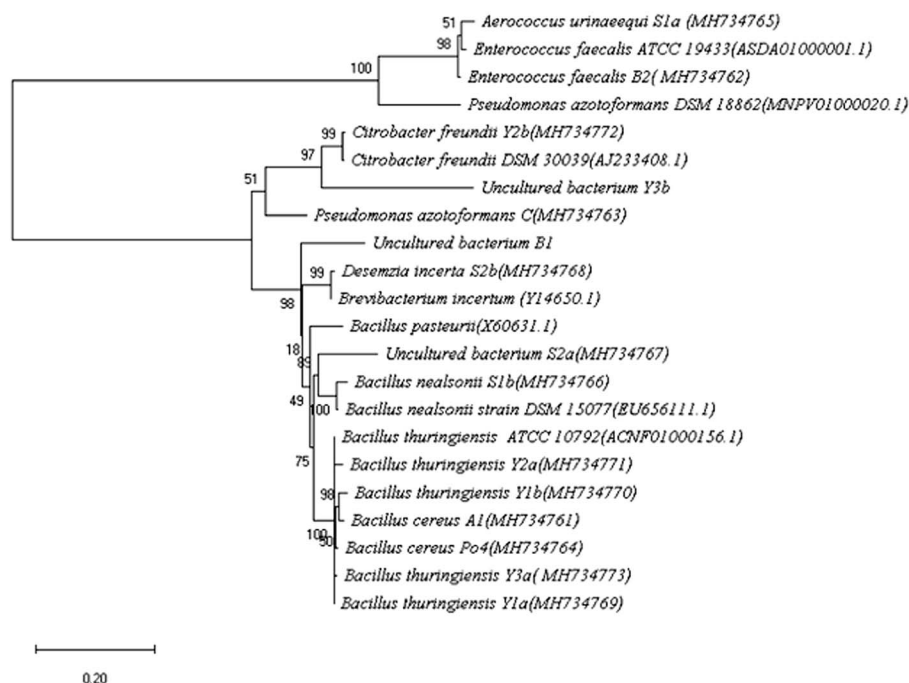 51
Aerococcus urinaeequi S1a (MH734765)
98
Enterococcus faecalis ATCC 19433(ASDA01000001.1)
100
Enterococcus faecalis B2( MH734762)
Pseudomonas azotoformans DSM 18862(MNPV01000020.1)
99
Citrobacter freundii Y2b(MH734772)
97
Citrobacter freundii DSM 30039(AJ233408.1)
51
Uncultured bacterium Y3b
Pseudomonas azotoformans C(MH734763)
Uncultured bacterium B1
99
Desemzia incerta S2b(MH734768)
98
Brevibacterium incertum (Y14650.1)
Bacillus pasteurii(X60631.1)
18
Uncultured bacterium S2a(MH734767)
89
Bacillus nealsonii S1b(MH734766)
49
100
Bacillus nealsonii strain DSM 15077(EU656111.1)
Bacillus thuringiensis ATCC 10792(ACNF01000156.1)
75
Bacillus thuringiensis Y2a(MH734771)
98
Bacillus thuringiensis Y1b(MH734770)
Bacillus cereus A1(MH734761)
100
50
Bacillus cereus Po4(MH734764)
Bacillus thuringiensis Y3a( MH734773)
Bacillus thuringiensis Y1a(MH734769)
0.20